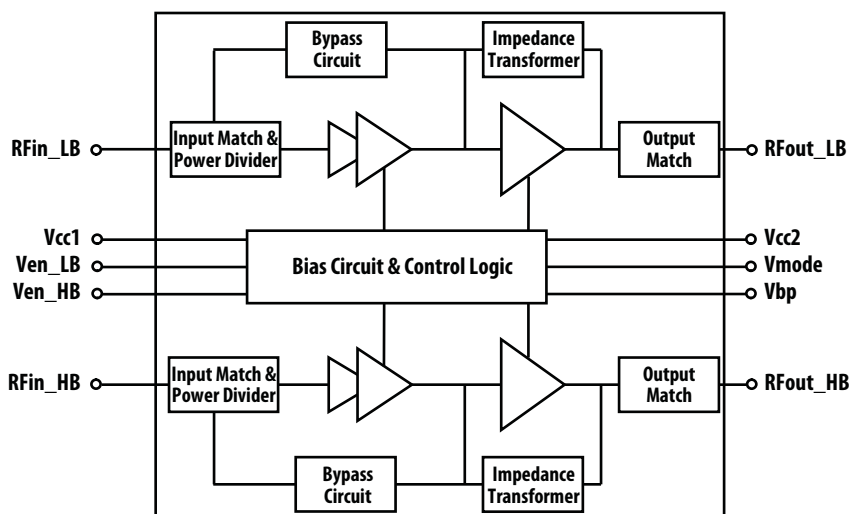 Bypass
Circuit
Impedance
Transformer
RFin_LB
Input Match &
Power Divider
Output
Match
RFout_LB
Vcc1
Ven_LB
Ven_HB
Bias Circuit & Control Logic
Vcc2
Vmode
Vbp
RFin_HB
Input Match &
Power Divider
Output
Match
RFout_HB
Bypass
Circuit
Impedance
Transformer